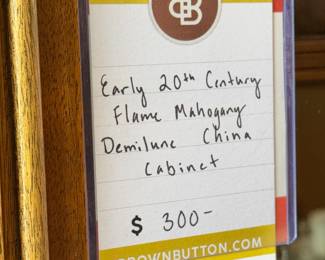 B
Early 20th Century
Flame Mahogany
Demilune China
Cabinet
$ 300-
BROWNBUTTON.COM